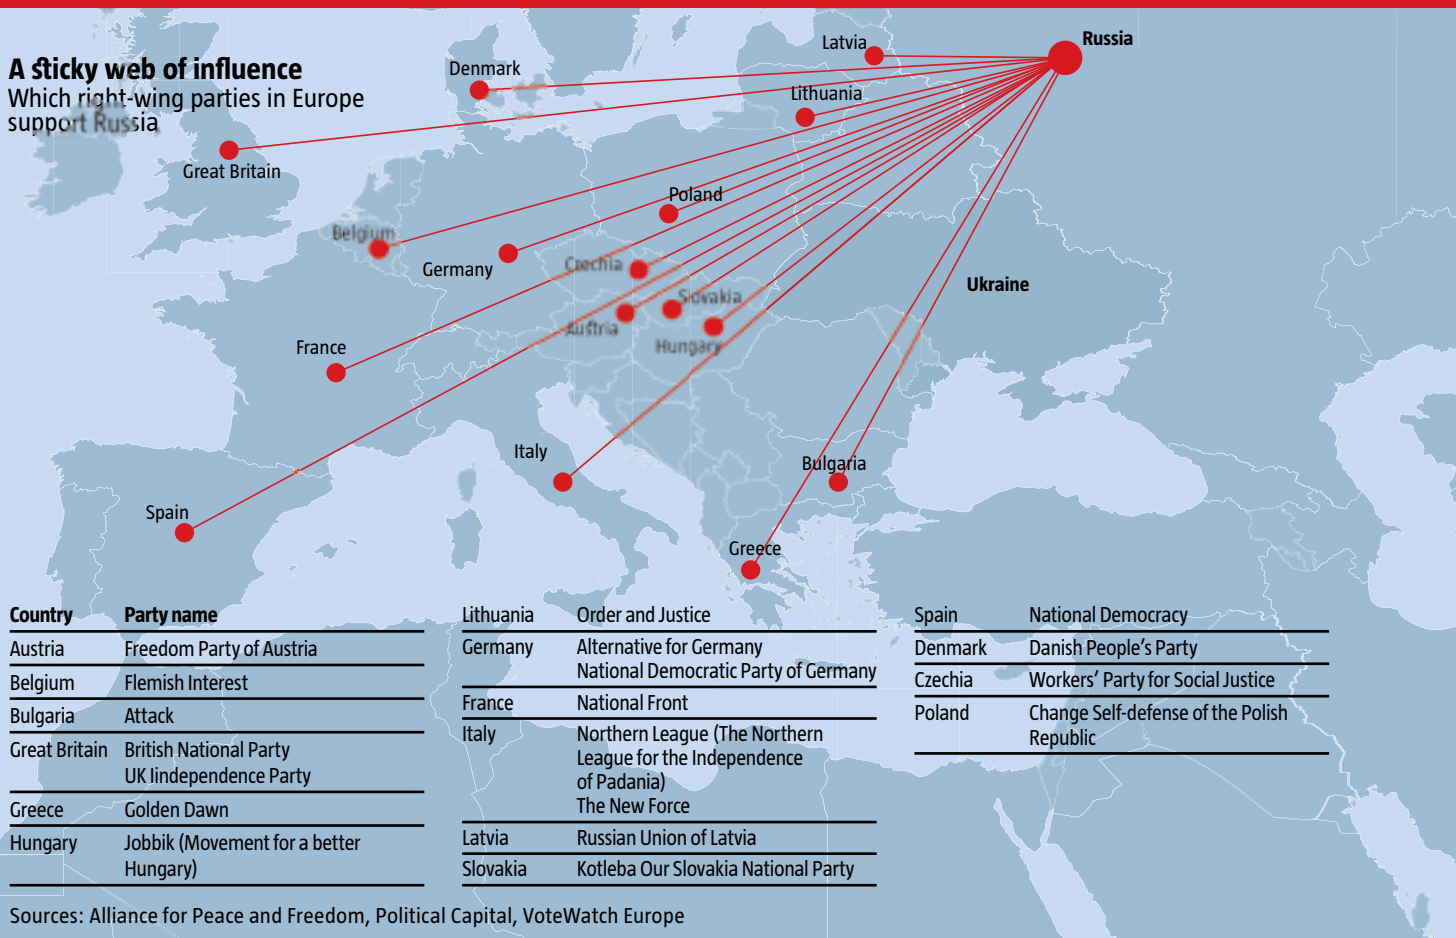 A sticky web of influence
Which right-wing parties in Europe
support Russia
Latvia
Russia
Denmark
Lithuania
Great Britain
Poland
Belgium
Germany
Czechia
Ukraine
Slovakia
Austria
Hungary
France
Italy
Bulgaria
Spain
Greece
Country Party name
Austria Freedom Party of Austria
Belgium Flemish Interest
Bulgaria Attack
Great Britain British National Party
UK Iindependence Party
Greece Golden Dawn
Hungary Jobbik (Movement for a better
Hungary)
Lithuania Order and Justice
Germany Alternative for Germany
National Democratic Party of Germany
France National Front
Italy Northern League (The Northern
League for the Independence
of Padania)
The New Force
Latvia Russian Union of Latvia
Slovakia Kotleba Our Slovakia National Party
Spain National Democracy
Denmark Danish People’s Party
Czechia Workers’ Party for Social Justice
Poland Change Self-defense of the Polish
Republic
Sources: Alliance for Peace and Freedom, Political Capital, VoteWatch Europe